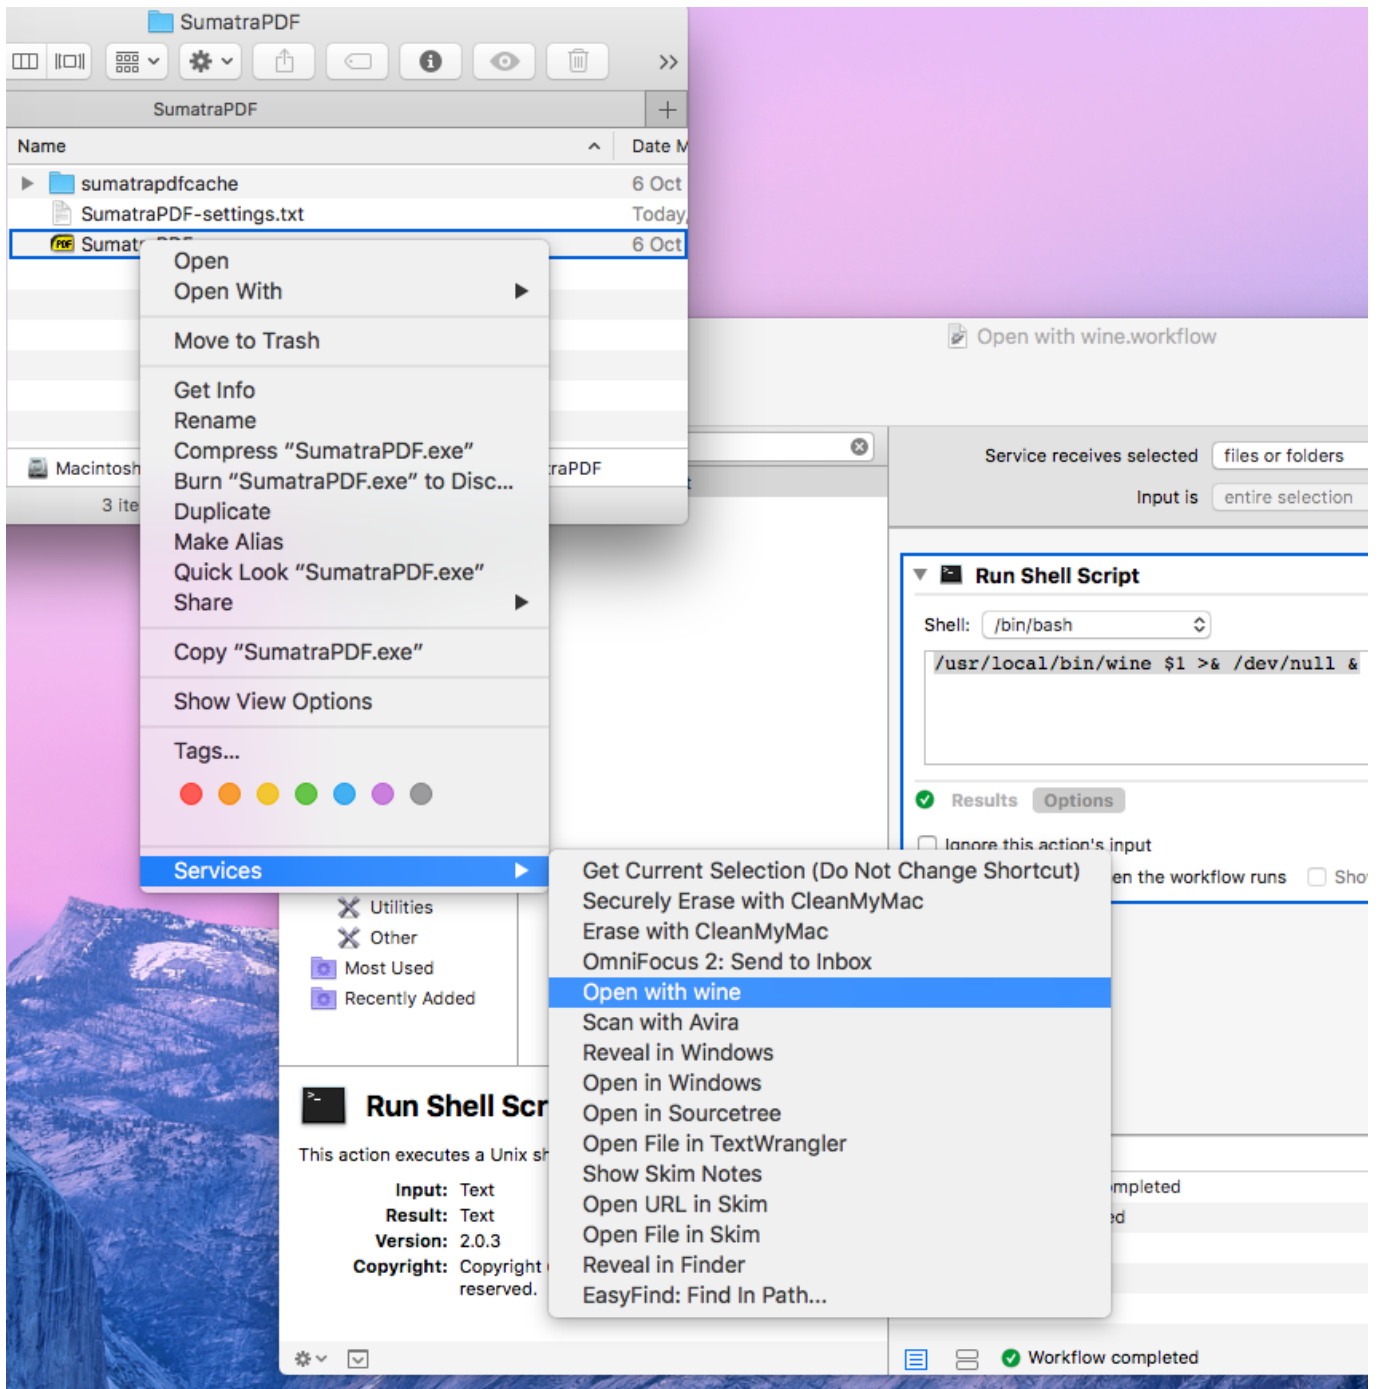 SumatraPDF
SumatraPDF
Name
Date M
sumatrapdfcache
6 Oct
SumatraPDF-settings.txt
Today,
Sumat
6 Oct
Open
Open With
Move to Trash
Get Info
Rename
Compress “SumatraPDF.exe”
Burn “SumatraPDF.exe” to Disc...
Duplicate
Make Alias
Quick Look “SumatraPDF.exe”
Share
Copy “SumatraPDF.exe”
Show View Options
Tags...
Services
Macintosh
raPDF
3 ite
Open with wine.workflow
Service receives selected files or folders
Input is entire selection
Run Shell Script
Shell: /bin/bash
/usr/local/bin/wine $1 >& /dev/null &
Results Options
Ignore this action's input
en the workflow runs
Sho
Get Current Selection (Do Not Change Shortcut)
Securely Erase with CleanMyMac
Erase with CleanMyMac
OmniFocus 2: Send to Inbox
Open with wine
Scan with Avira
Reveal in Windows
Open in Windows
Open in Sourcetree
Open File in TextWrangler
Show Skim Notes
Open URL in Skim
Open File in Skim
Reveal in Finder
EasyFind: Find In Path...
Utilities
Other
Most Used
Recently Added
Run Shell Scr
This action executes a Unix sh
Input: Text
Result: Text
Version: 2.0.3
Copyright: Copyright
reserved.
mpleted
ed
Workflow completed